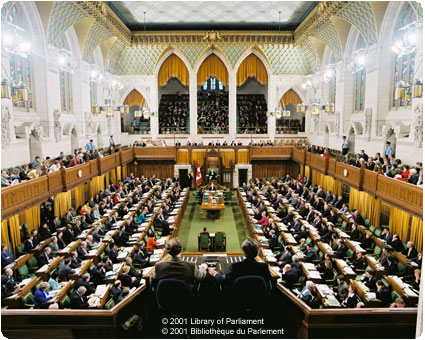 © 2001 Library of Parliament
© 2001 Bibliothèque du Parlement